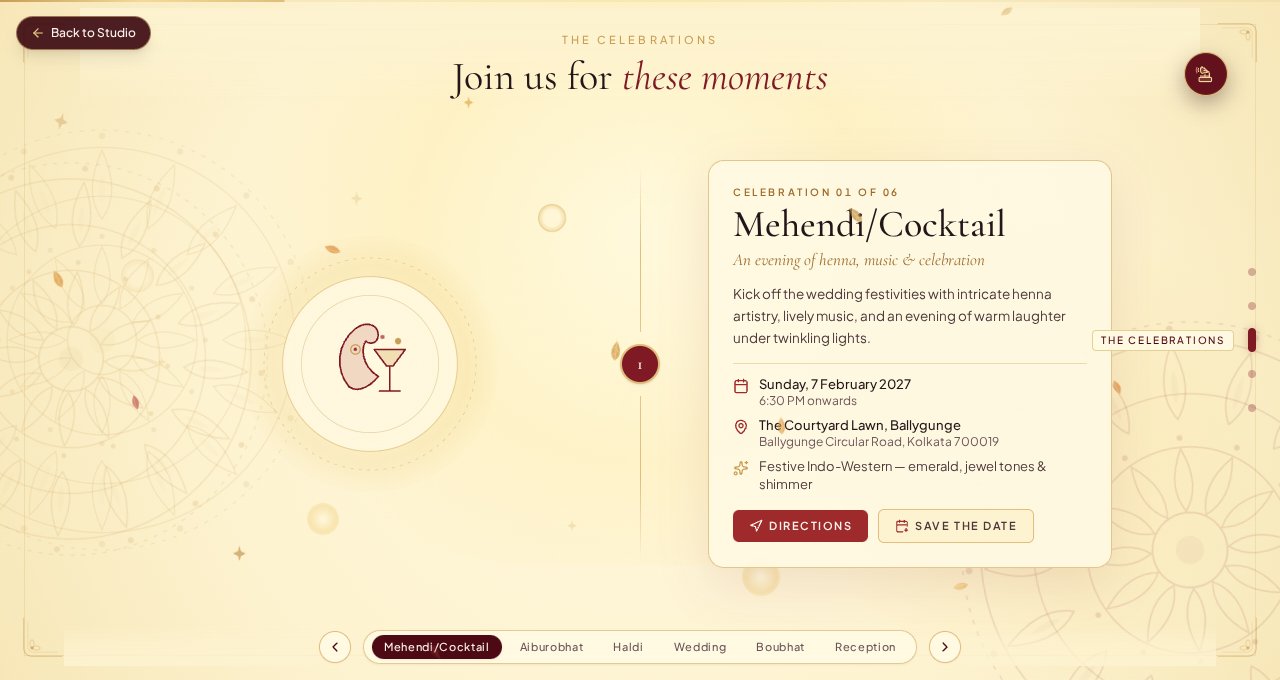 Back to Studio
THE CELEBRATIONS
Join us for these moments
CELEBRATION 01 OF 06
Mehendi/Cocktail
An evening of henna, music & celebration
Kick off the wedding festivities with intricate henna
artistry, lively music, and an evening of warm laughter
under twinkling lights.
THE CELEBRATIONS
1
Sunday, 7 February 2027
6:30 PM onwards
The Courtyard Lawn, Ballygunge
Ballygunge Circular Road, Kolkata 700019
Festive Indo-Western — emerald, jewel tones &
shimmer
DIRECTIONS
SAVE THE DATE
Mehendi/Cocktail
Aiburobhat
Haldi
Wedding
Boubhat
Reception